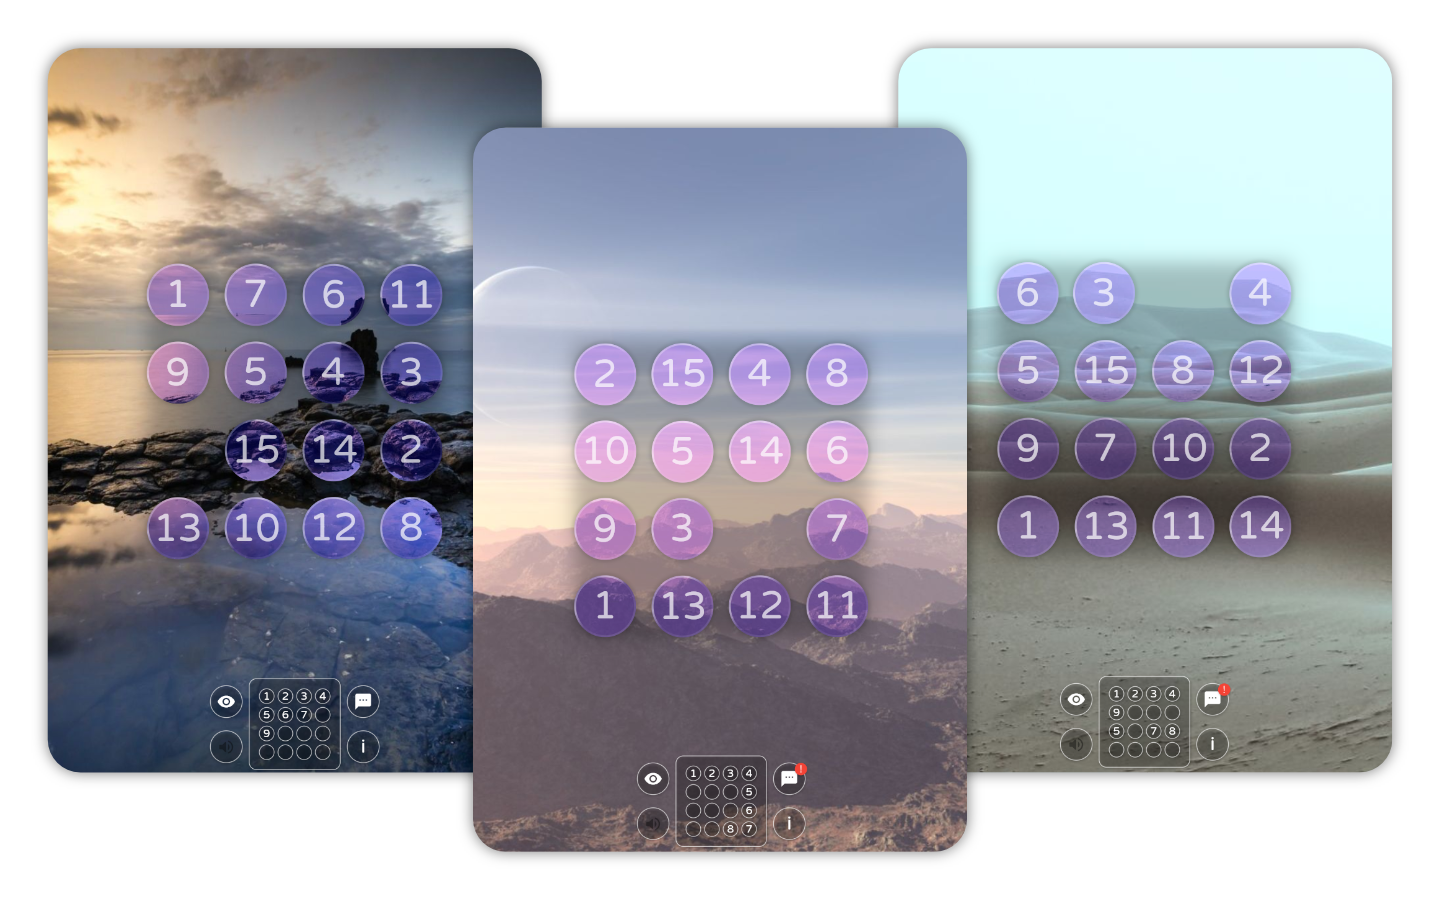 1 7 6 11
9 5 4 3
15 14 2
13 10 12 8
1 2 3 4
5 6 7
9
i
2 15 4 8
10 5 14 6
9 3 7
1 13 12 11
1 2 3 4
5
6
8 7
!
i
6 3 4
5 15 8 12
9 7 10 2
1 13 11 14
1 2 3 4
9
5 7 8
!
i